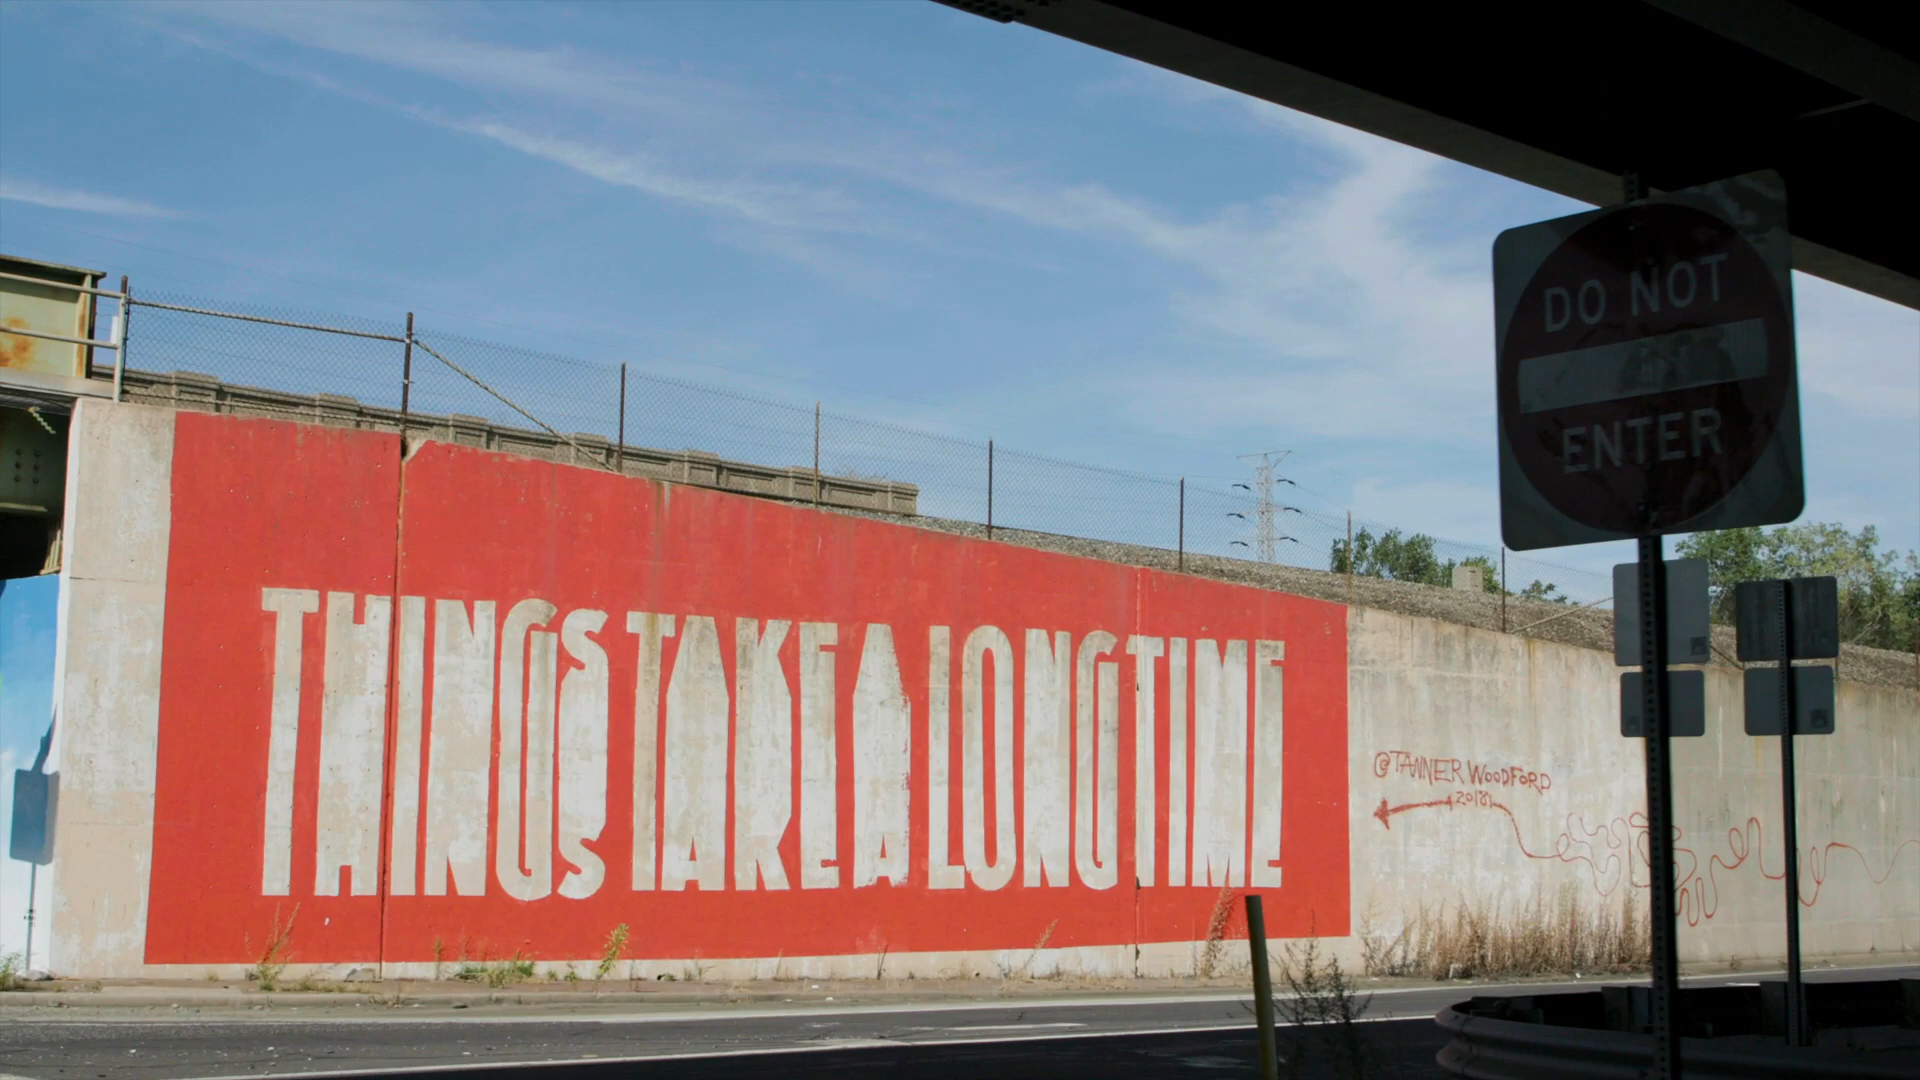 THINGS TAKE A LONG TIME
DO NOT
ENTER
@TANNER WOODFORD
2018